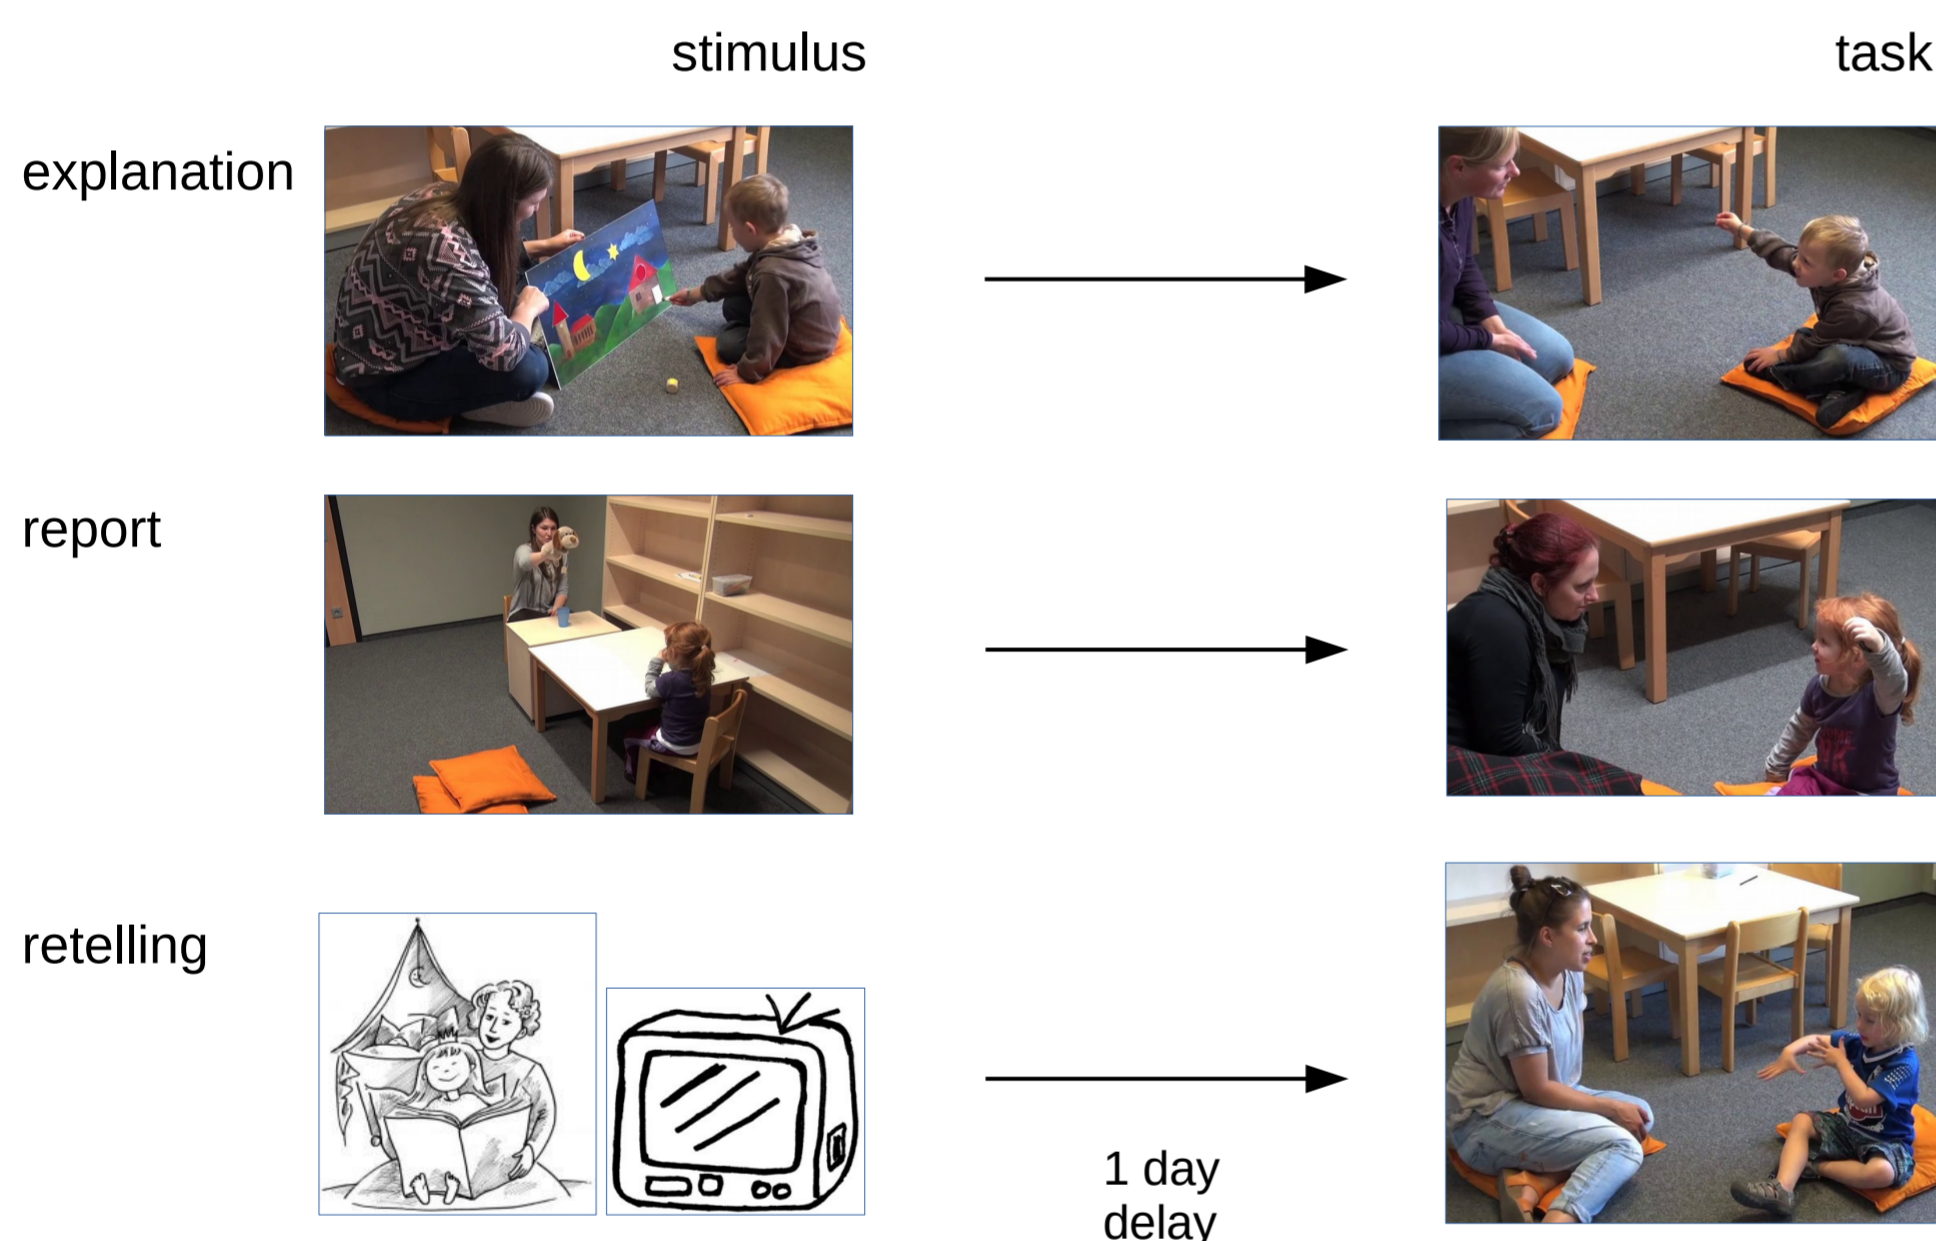 stimulus
task
explanation
report
retelling
1 day
delay